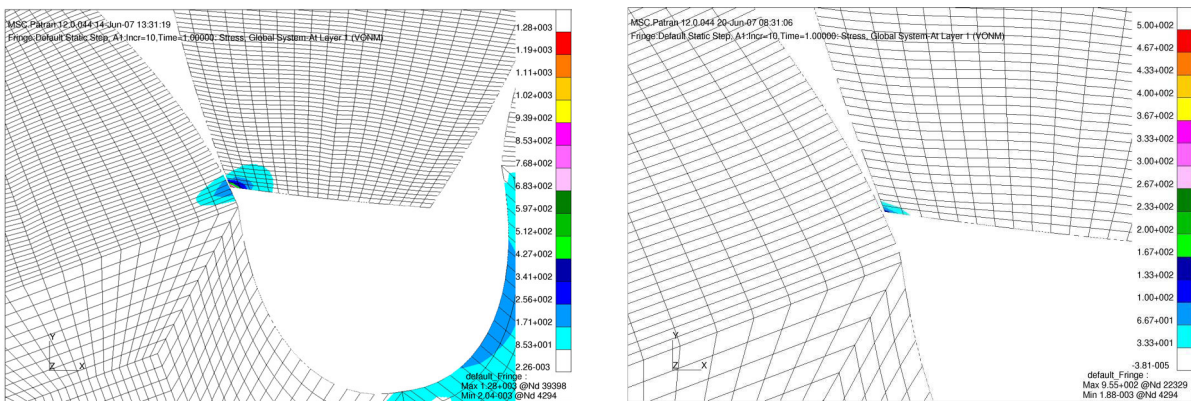 MSC.Patran 12.0.044 14-Jun-07 13:31:19
Fringe:Default Static Step, A1:Incr=10,Time=1.00000: Stress, Global System-At Layer 1 (VONM)
1.28+003
1.19+003
1.11+003
1.02+003
9.39+002
8.53+002
7.68+002
6.83+002
5.97+002
5.12+002
4.27+002
3.41+002
2.56+002
1.71+002
8.53+001
2.26-003
Y
Z X
default_Fringe :
Max 1.28+003 @Nd 39398
Min 2.04-003 @Nd 4294
MSC.Patran 12.0.044 20-Jun-07 08:31:06
Fringe:Default Static Step, A1:Incr=10,Time=1.00000: Stress, Global System-At Layer 1 (VONM)
5.00+002
4.67+002
4.33+002
4.00+002
3.67+002
3.33+002
3.00+002
2.67+002
2.33+002
2.00+002
1.67+002
1.33+002
1.00+002
6.67+001
3.33+001
-3.81-005
Y
Z X
default_Fringe :
Max 9.55+002 @Nd 22329
Min 1.88-003 @Nd 4294